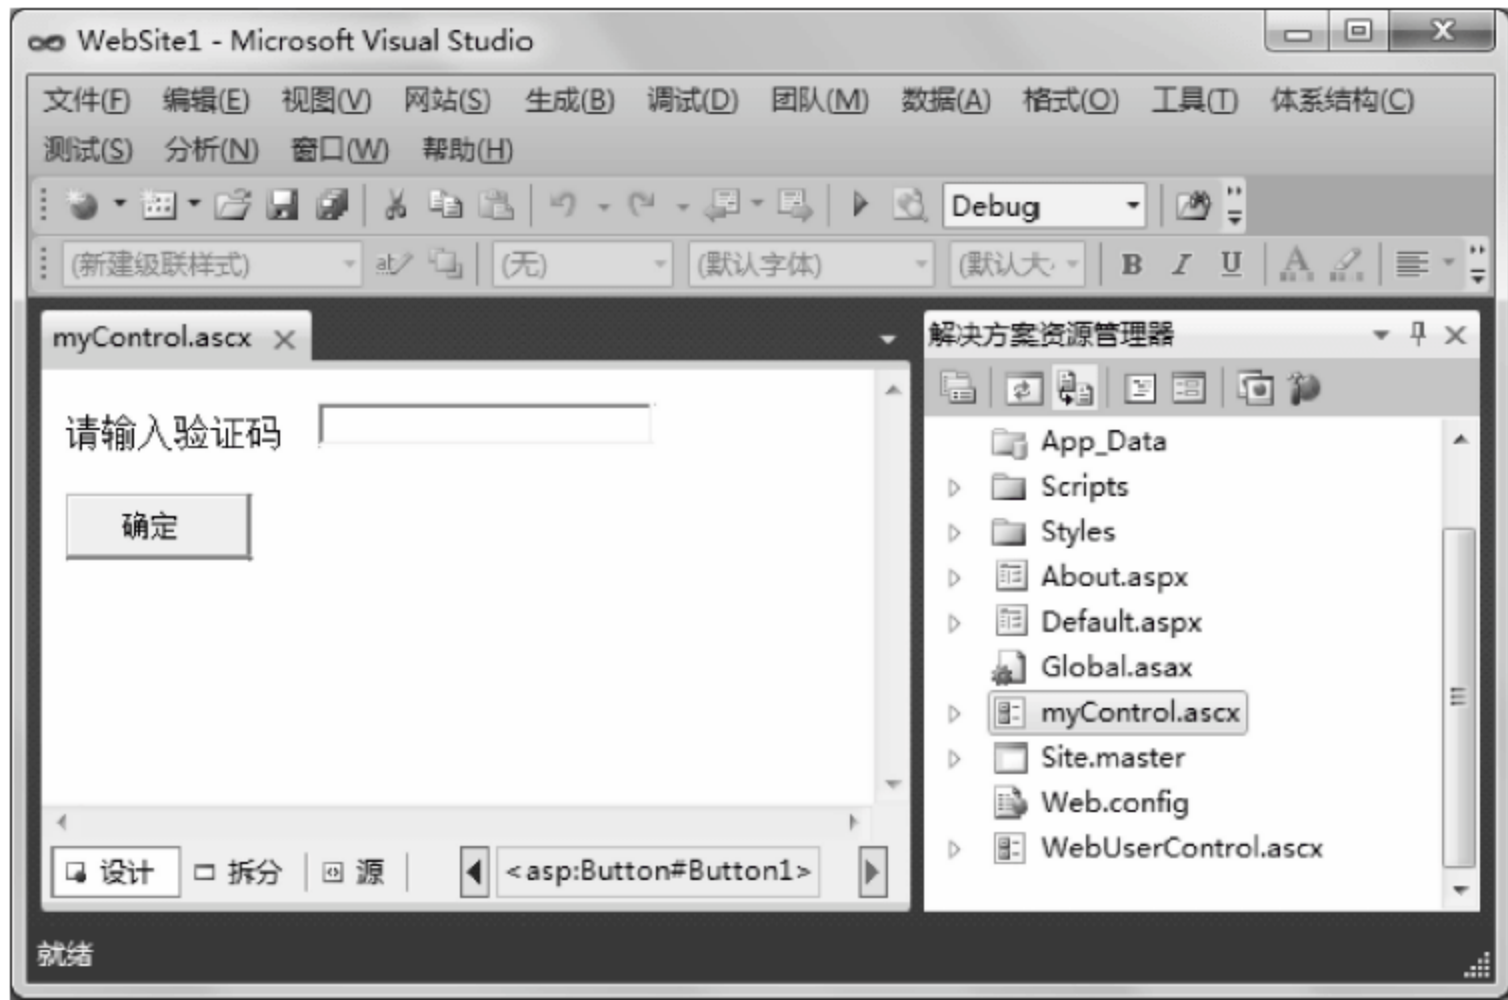 WebSite1 - Microsoft Visual Studio
文件(F) 编辑(E) 视图(V) 网站(S) 生成(B) 调试(D) 团队(M) 数据(A) 格式(O) 工具(T) 体系结构(C)
测试(S) 分析(N) 窗口(W) 帮助(H)
Debug
(新建级联样式) (无) (默认字体) (默认大 B I U A
myControl.ascx
解决方案资源管理器
请输入验证码
确定
App_Data
Scripts
Styles
About.aspx
Default.aspx
Global.asax
myControl.ascx
Site.master
Web.config
WebUserControl.ascx
设计 拆分 源 <asp:Button#Button1>
就绪